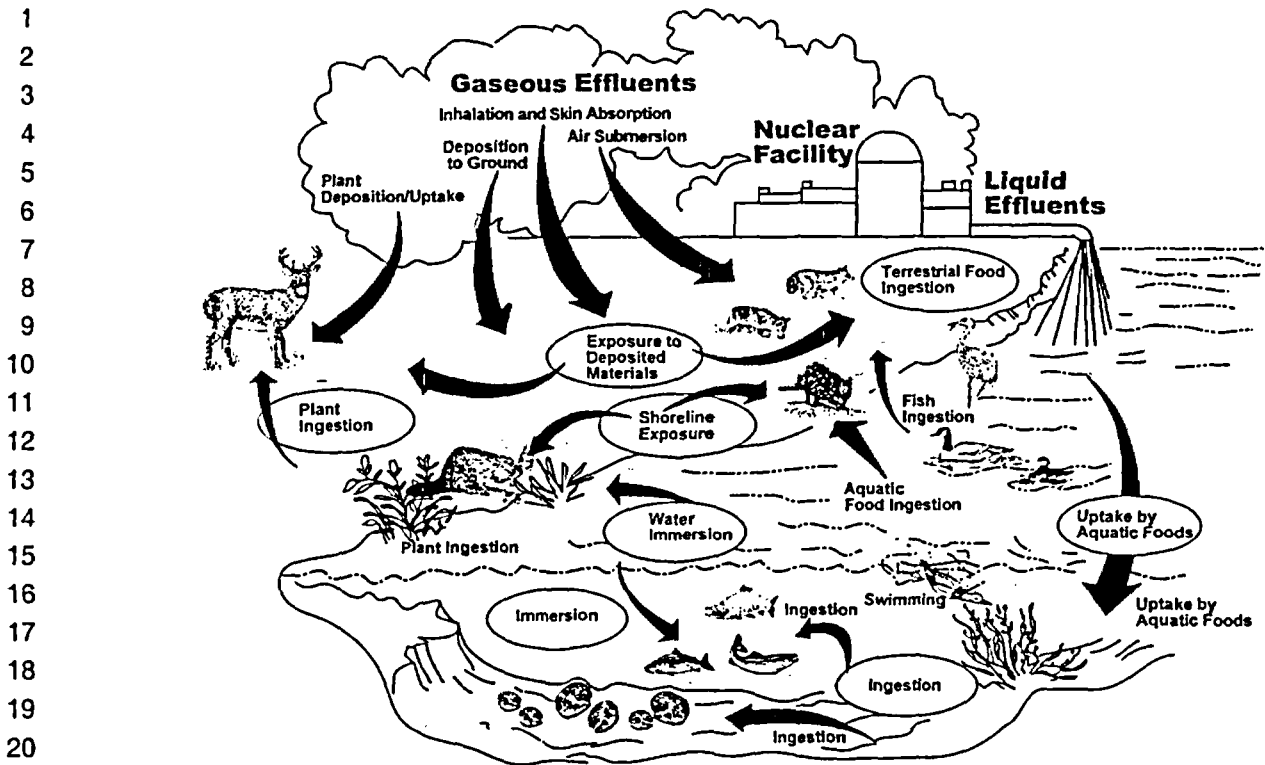 1
2
3
4
5
6
7
8
9
10
11
12
13
14
15
16
17
18
19
20
Gaseous Effluents
Inhalation and Skin Absorption
Air Submersion
Deposition
to Ground
Plant
Deposition/Uptake
Nuclear
Facility
Liquid
Effluents
Terrestrial Food
Ingestion
Exposure to
Deposited
Materials
Plant
Ingestion
Shoreline
Exposure
Fish
Ingestion
Aquatic
Food Ingestion
Water
Immersion
Plant Ingestion
Uptake by
Aquatic Foods
Immersion
Ingestion
Swimming
Uptake by
Aquatic Foods
Ingestion
Ingestion